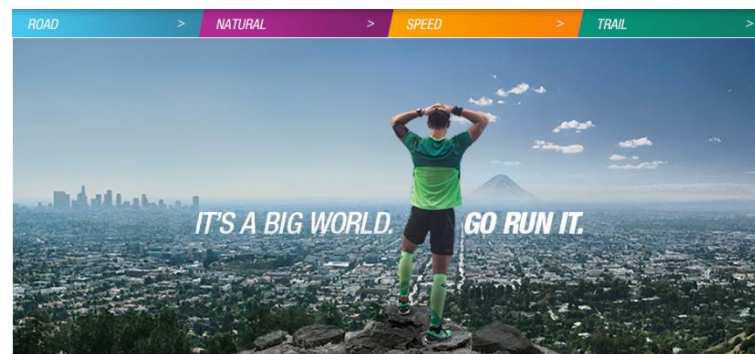 ROAD > NATURAL > SPEED > TRAIL >
IT'S A BIG WORLD. GO RUN IT.